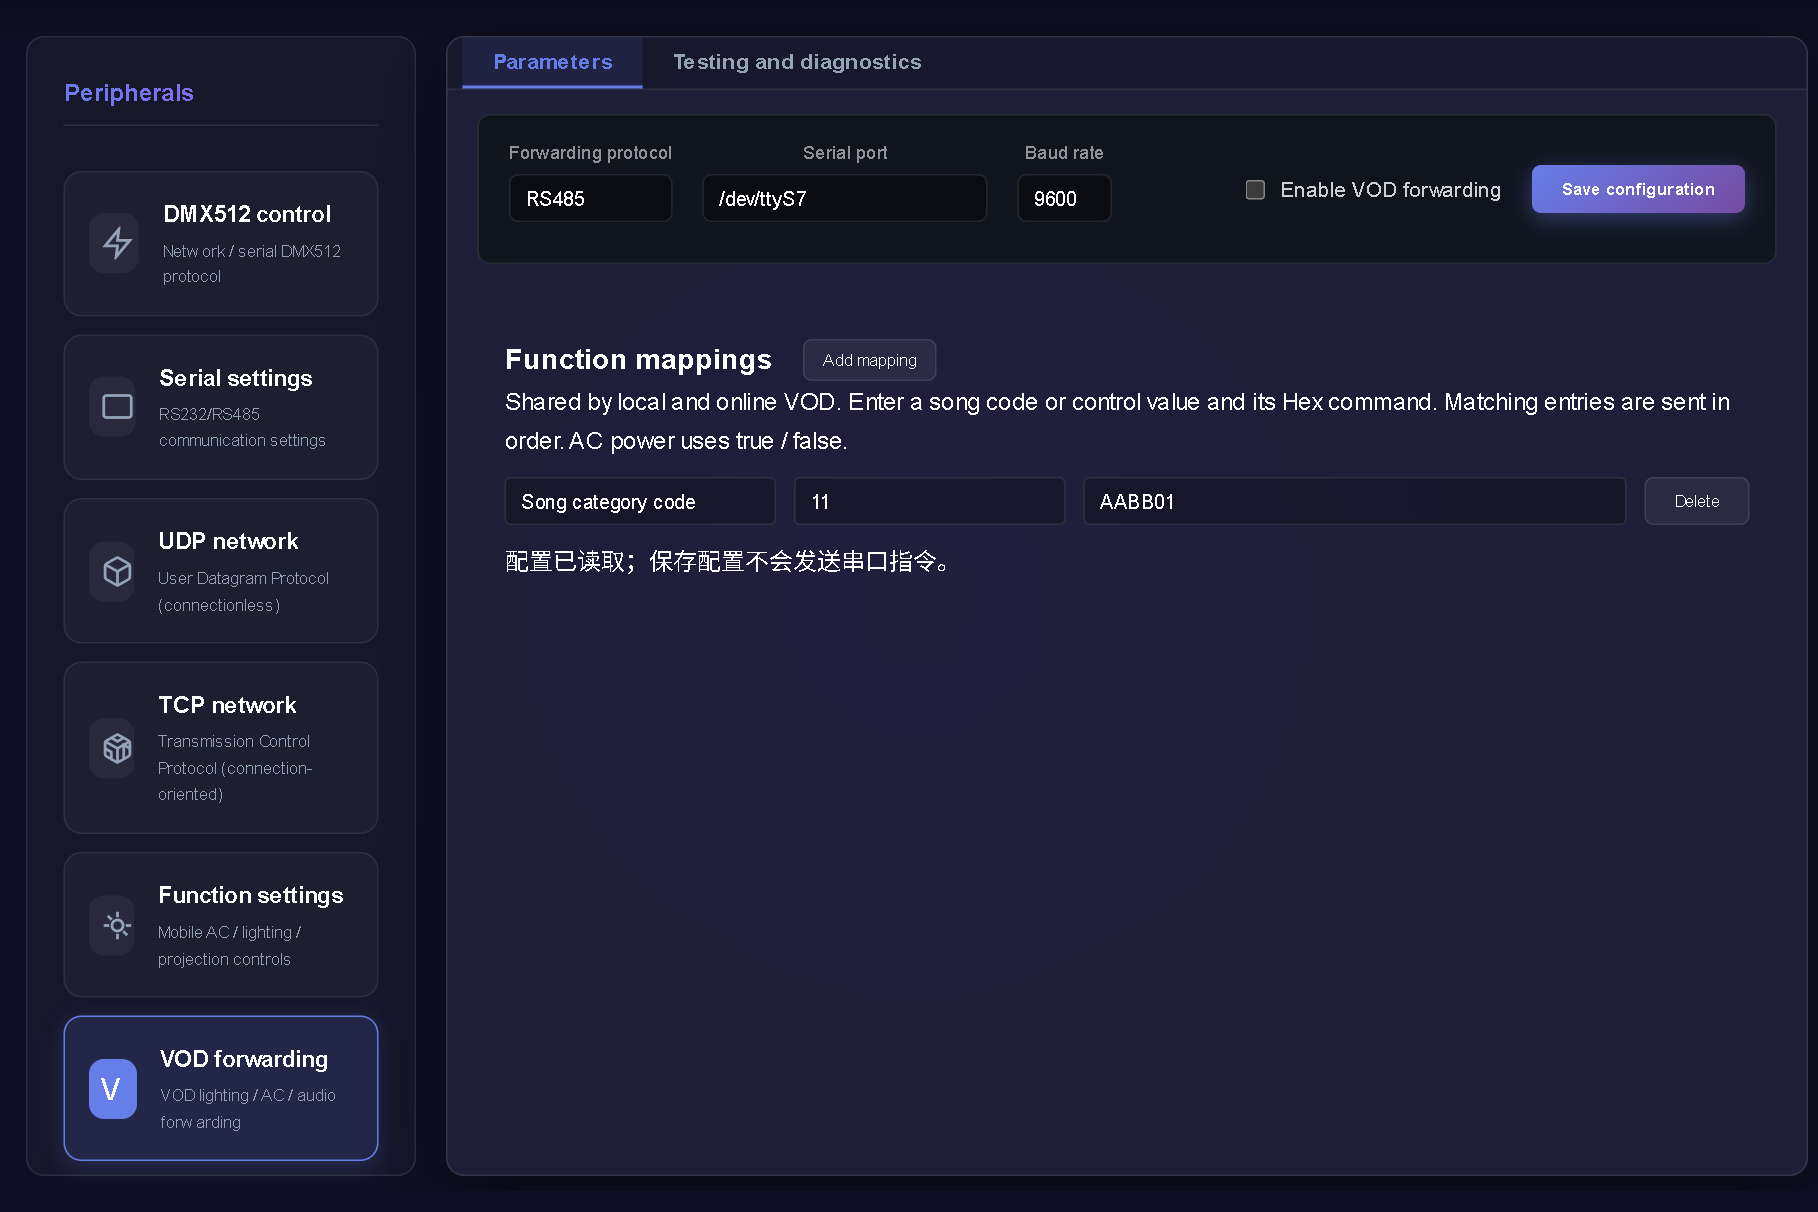 Peripherals
DMX512 control
Network / serial DMX512
protocol
Serial settings
RS232/RS485
communication settings
UDP network
User Datagram Protocol
(connectionless)
TCP network
Transmission Control
Protocol (connection-
oriented)
Function settings
Mobile AC / lighting /
projection controls
V
VOD forwarding
VOD lighting / AC / audio
forwarding
Parameters
Testing and diagnostics
Forwarding protocol
Serial port
Baud rate
RS485
/dev/ttyS7
9600
Enable VOD forwarding
Save configuration
Function mappings
Add mapping
Shared by local and online VOD. Enter a song code or control value and its Hex command. Matching entries are sent in
order. AC power uses true / false.
Song category code
11
AABB01
Delete
配置已读取；保存配置不会发送串口指令。